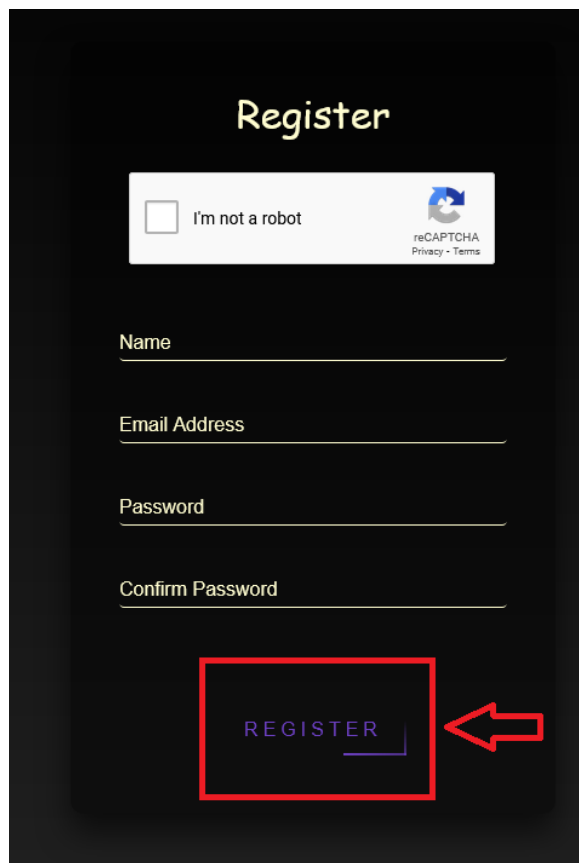 Register
I'm not a robot
reCAPTCHA
Privacy - Terms
Name
Email Address
Password
Confirm Password
REGISTER